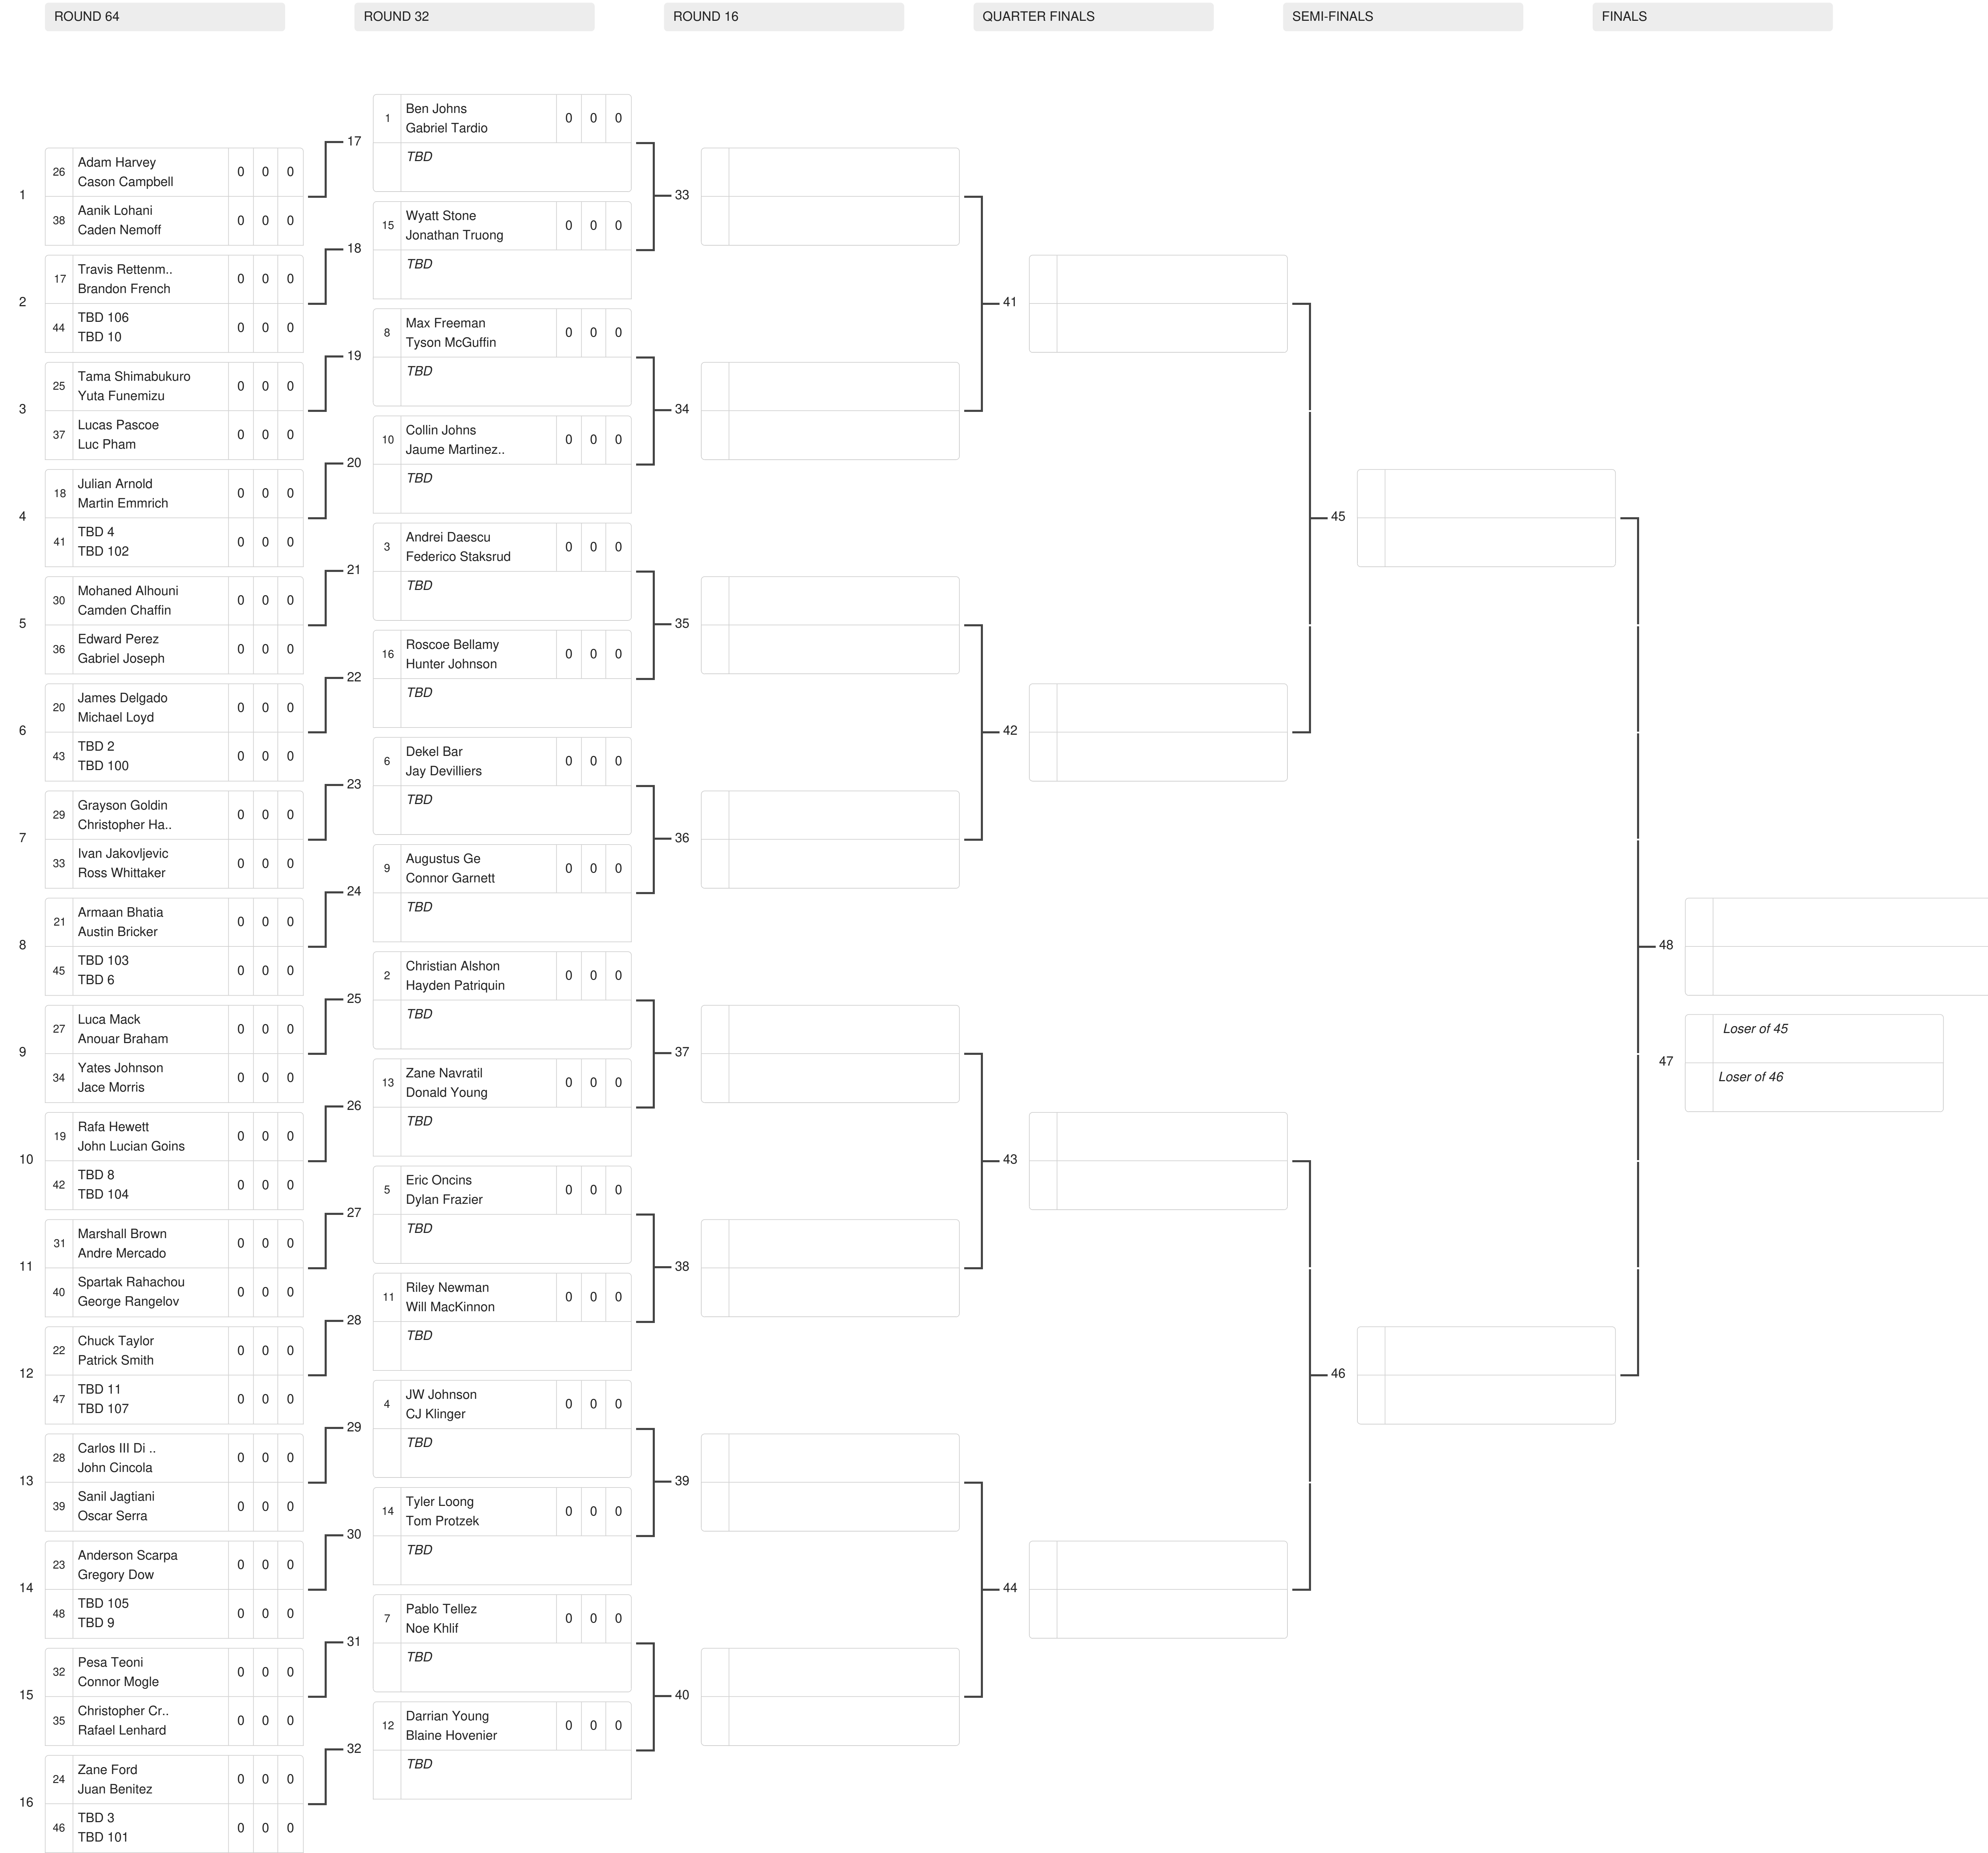 ROUND 64
ROUND 32
ROUND 16
QUARTER FINALS
SEMI-FINALS
FINALS
1
26
Adam Harvey
Cason Campbell
0 0 0
38
Aanik Lohani
Caden Nemoff
0 0 0
2
17
Travis Rettenm..
Brandon French
0 0 0
44
TBD 106
TBD 10
0 0 0
3
25
Tama Shimabukuro
Yuta Funemizu
0 0 0
37
Lucas Pascoe
Luc Pham
0 0 0
4
18
Julian Arnold
Martin Emmrich
0 0 0
41
TBD 4
TBD 102
0 0 0
5
30
Mohaned Alhouni
Camden Chaffin
0 0 0
36
Edward Perez
Gabriel Joseph
0 0 0
6
20
James Delgado
Michael Loyd
0 0 0
43
TBD 2
TBD 100
0 0 0
7
29
Grayson Goldin
Christopher Ha..
0 0 0
33
Ivan Jakovljevic
Ross Whittaker
0 0 0
8
21
Armaan Bhatia
Austin Bricker
0 0 0
45
TBD 103
TBD 6
0 0 0
9
27
Luca Mack
Anouar Braham
0 0 0
34
Yates Johnson
Jace Morris
0 0 0
10
19
Rafa Hewett
John Lucian Goins
0 0 0
42
TBD 8
TBD 104
0 0 0
11
31
Marshall Brown
Andre Mercado
0 0 0
40
Spartak Rahachou
George Rangelov
0 0 0
12
22
Chuck Taylor
Patrick Smith
0 0 0
47
TBD 11
TBD 107
0 0 0
13
28
Carlos III Di ..
John Cincola
0 0 0
39
Sanil Jagtiani
Oscar Serra
0 0 0
14
23
Anderson Scarpa
Gregory Dow
0 0 0
48
TBD 105
TBD 9
0 0 0
15
32
Pesa Teoni
Connor Mogle
0 0 0
35
Christopher Cr..
Rafael Lenhard
0 0 0
16
24
Zane Ford
Juan Benitez
0 0 0
46
TBD 3
TBD 101
0 0 0
17
1
Ben Johns
Gabriel Tardio
0 0 0
TBD
18
15
Wyatt Stone
Jonathan Truong
0 0 0
TBD
19
8
Max Freeman
Tyson McGuffin
0 0 0
TBD
20
10
Collin Johns
Jaume Martinez..
0 0 0
TBD
21
3
Andrei Daescu
Federico Staksrud
0 0 0
TBD
22
16
Roscoe Bellamy
Hunter Johnson
0 0 0
TBD
23
6
Dekel Bar
Jay Devilliers
0 0 0
TBD
24
9
Augustus Ge
Connor Garnett
0 0 0
TBD
25
2
Christian Alshon
Hayden Patriquin
0 0 0
TBD
26
13
Zane Navratil
Donald Young
0 0 0
TBD
27
5
Eric Oncins
Dylan Frazier
0 0 0
TBD
28
11
Riley Newman
Will MacKinnon
0 0 0
TBD
29
4
JW Johnson
CJ Klinger
0 0 0
TBD
30
14
Tyler Loong
Tom Protzek
0 0 0
TBD
31
7
Pablo Tellez
Noe Khlif
0 0 0
TBD
32
12
Darrian Young
Blaine Hovenier
0 0 0
TBD
33
34
35
36
37
38
39
40
41
42
43
44
45
46
48
47
Loser of 45
Loser of 46